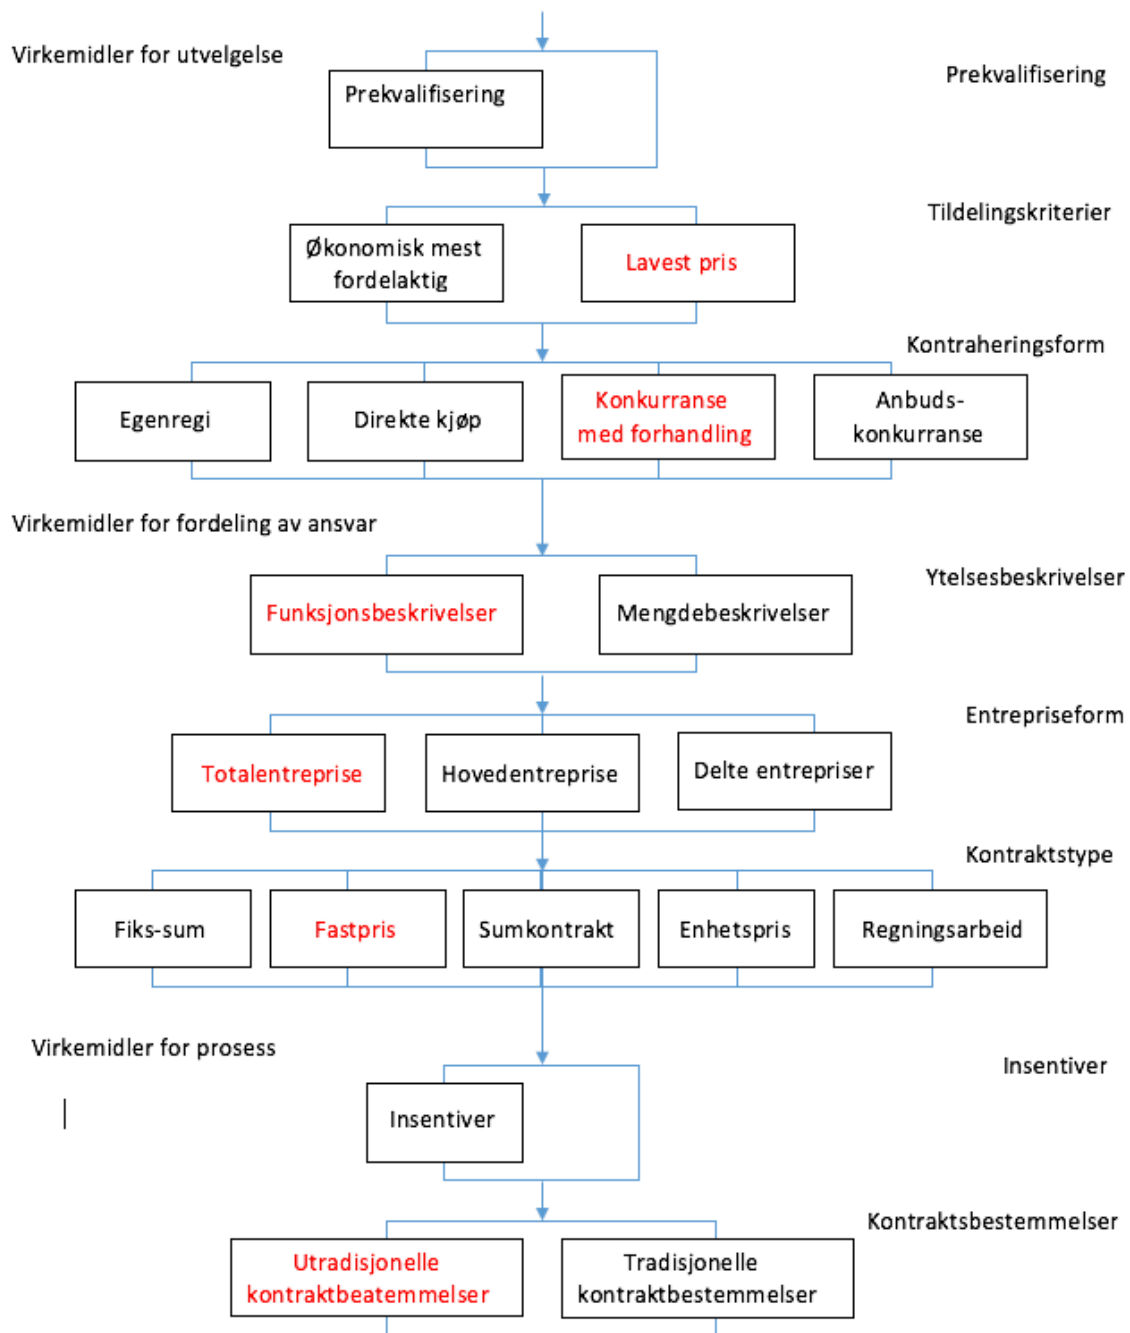 Virkemidler for utvelgelse
Prekvalifisering
Prekvalifisering
Tildelingskriterier
Økonomisk mest
fordelaktig
Lavest pris
Kontraheringsform
Egenregi
Direkte kjøp
Konkurranse
med forhandling
Anbuds-
konkurranse
Virkemidler for fordeling av ansvar
Ytelsesbeskrivelser
Funksjonsbeskrivelser
Mengdebeskrivelser
Entrepriseform
Totalentreprise
Hovedentreprise
Delte entrepriser
Kontraktstype
Fiks-sum
Fastpris
Sumkontrakt
Enhetspris
Regningsarbeid
Virkemidler for prosess
Insentiver
Insentiver
Kontraktsbestemmelser
Utradisjonelle
kontraktbeatemmelser
Tradisjonelle
kontraktbestemmelser